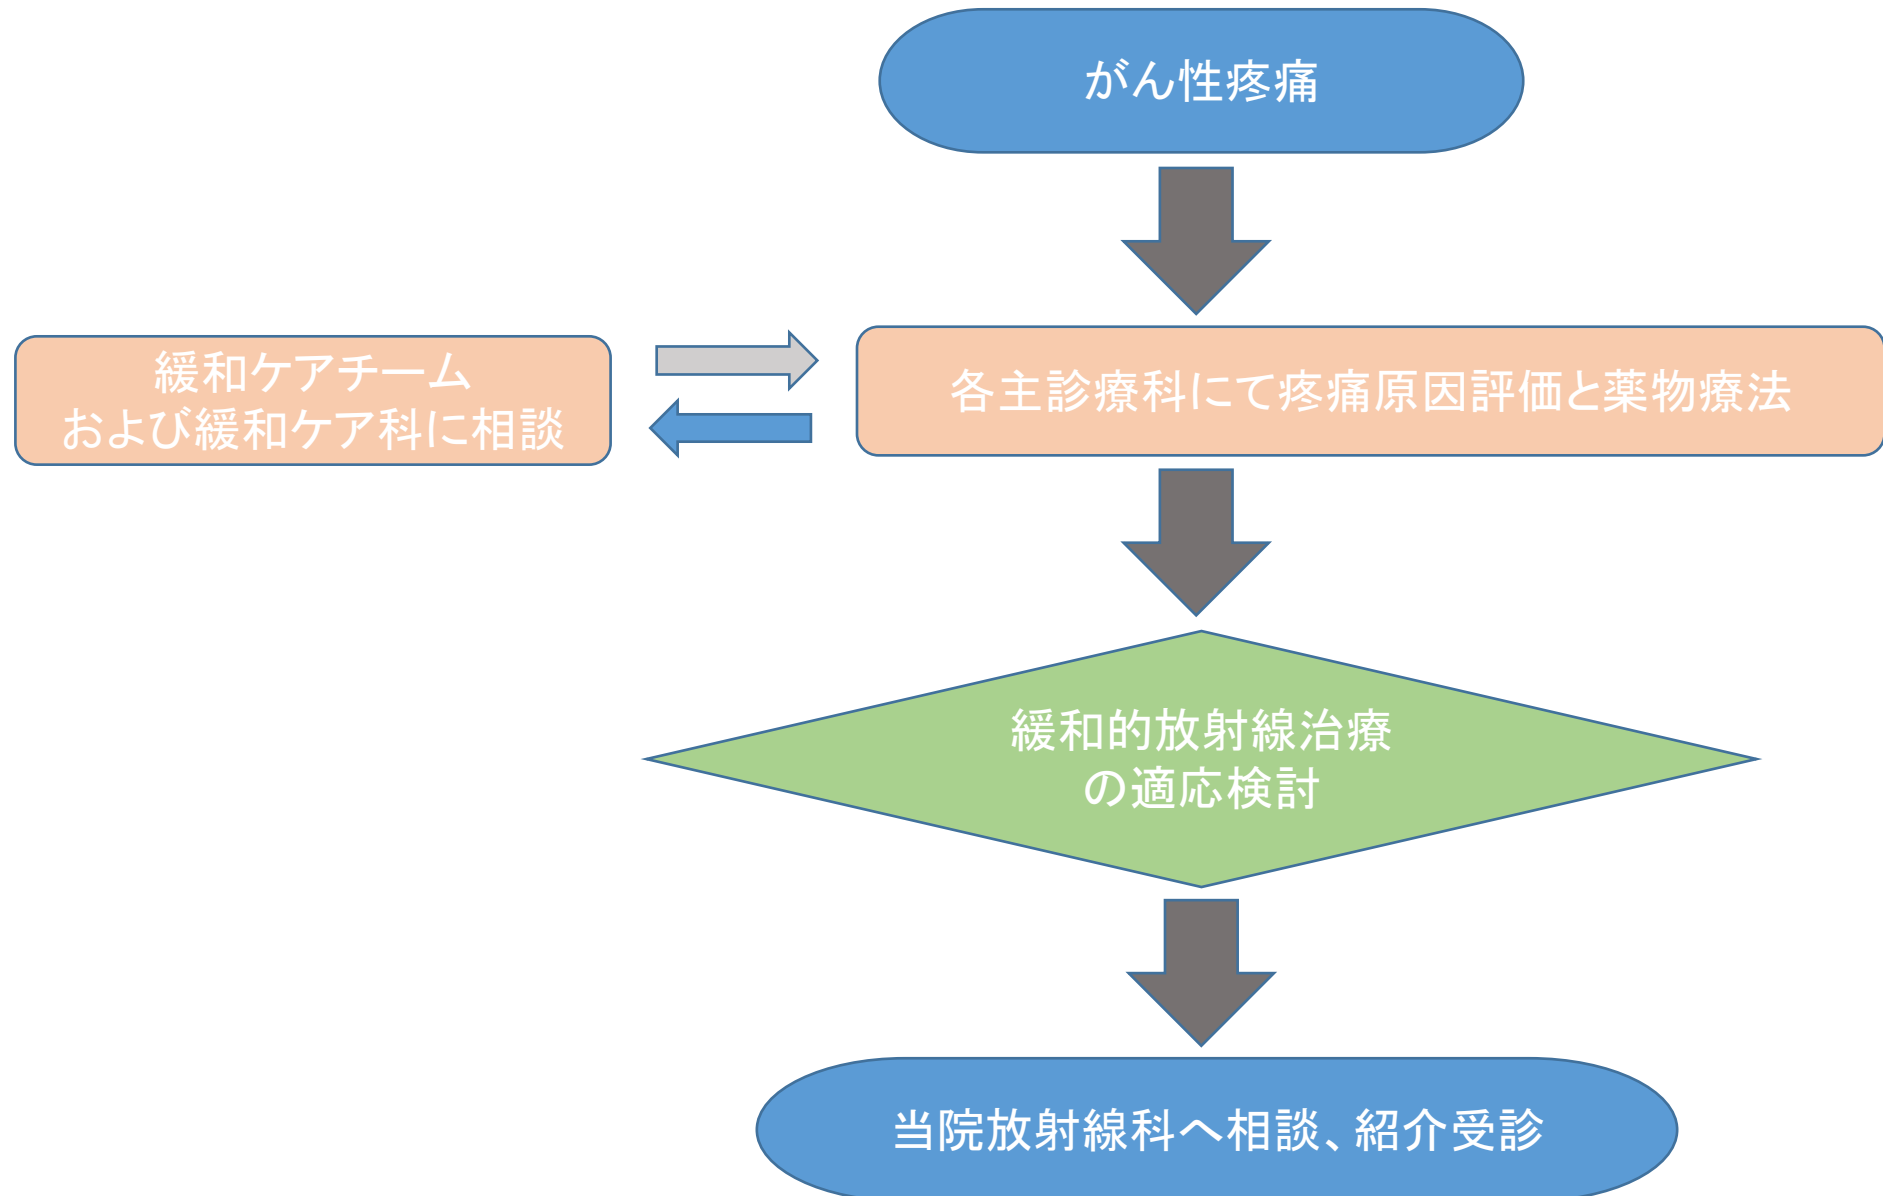 がん性疼痛
緩和ケアチーム
および緩和ケア科に相談
各主診療科にて疼痛原因評価と薬物療法
緩和的放射線治療
の適応検討
当院放射線科へ相談、紹介受診